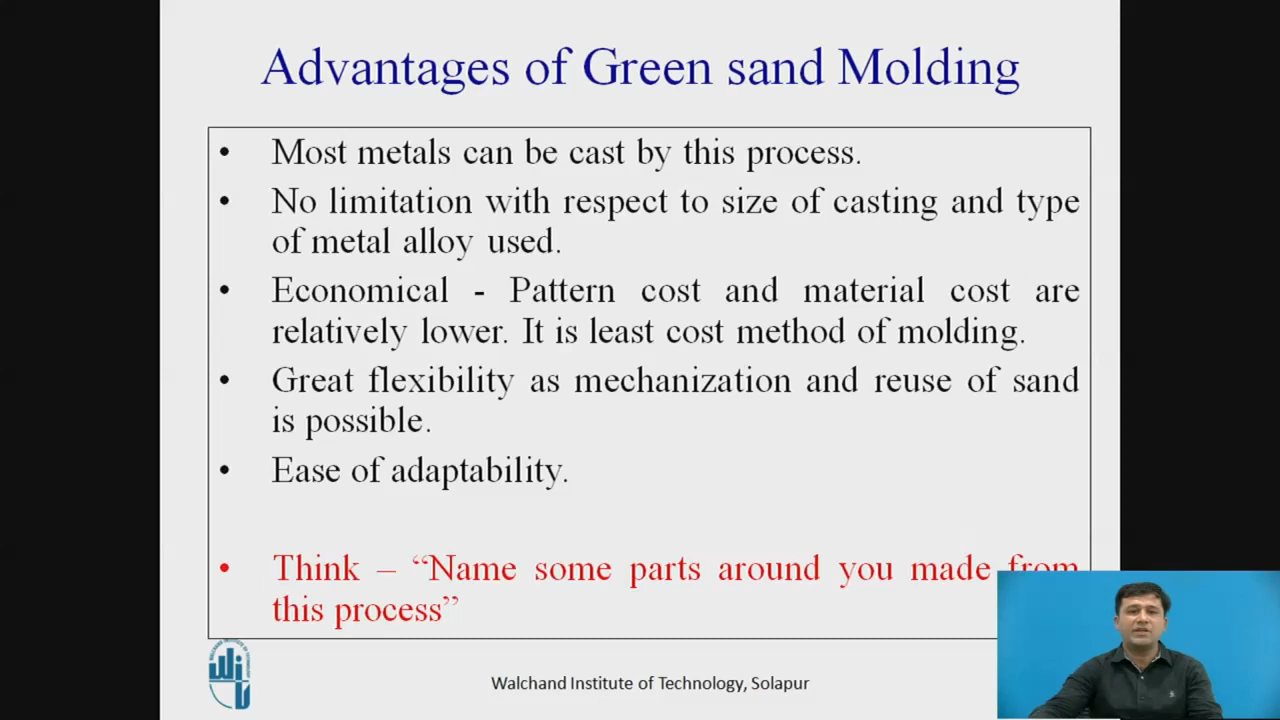 Advantages of Green sand Molding
• Most metals can be cast by this process.
• No limitation with respect to size of casting and type
of metal alloy used.
• Economical - Pattern cost and material cost are
relatively lower. It is least cost method of molding.
• Great flexibility as mechanization and reuse of sand
is possible.
• Ease of adaptability.
• Think – “Name some parts around you made from
this process”
Walchand Institute of Technology, Solapur